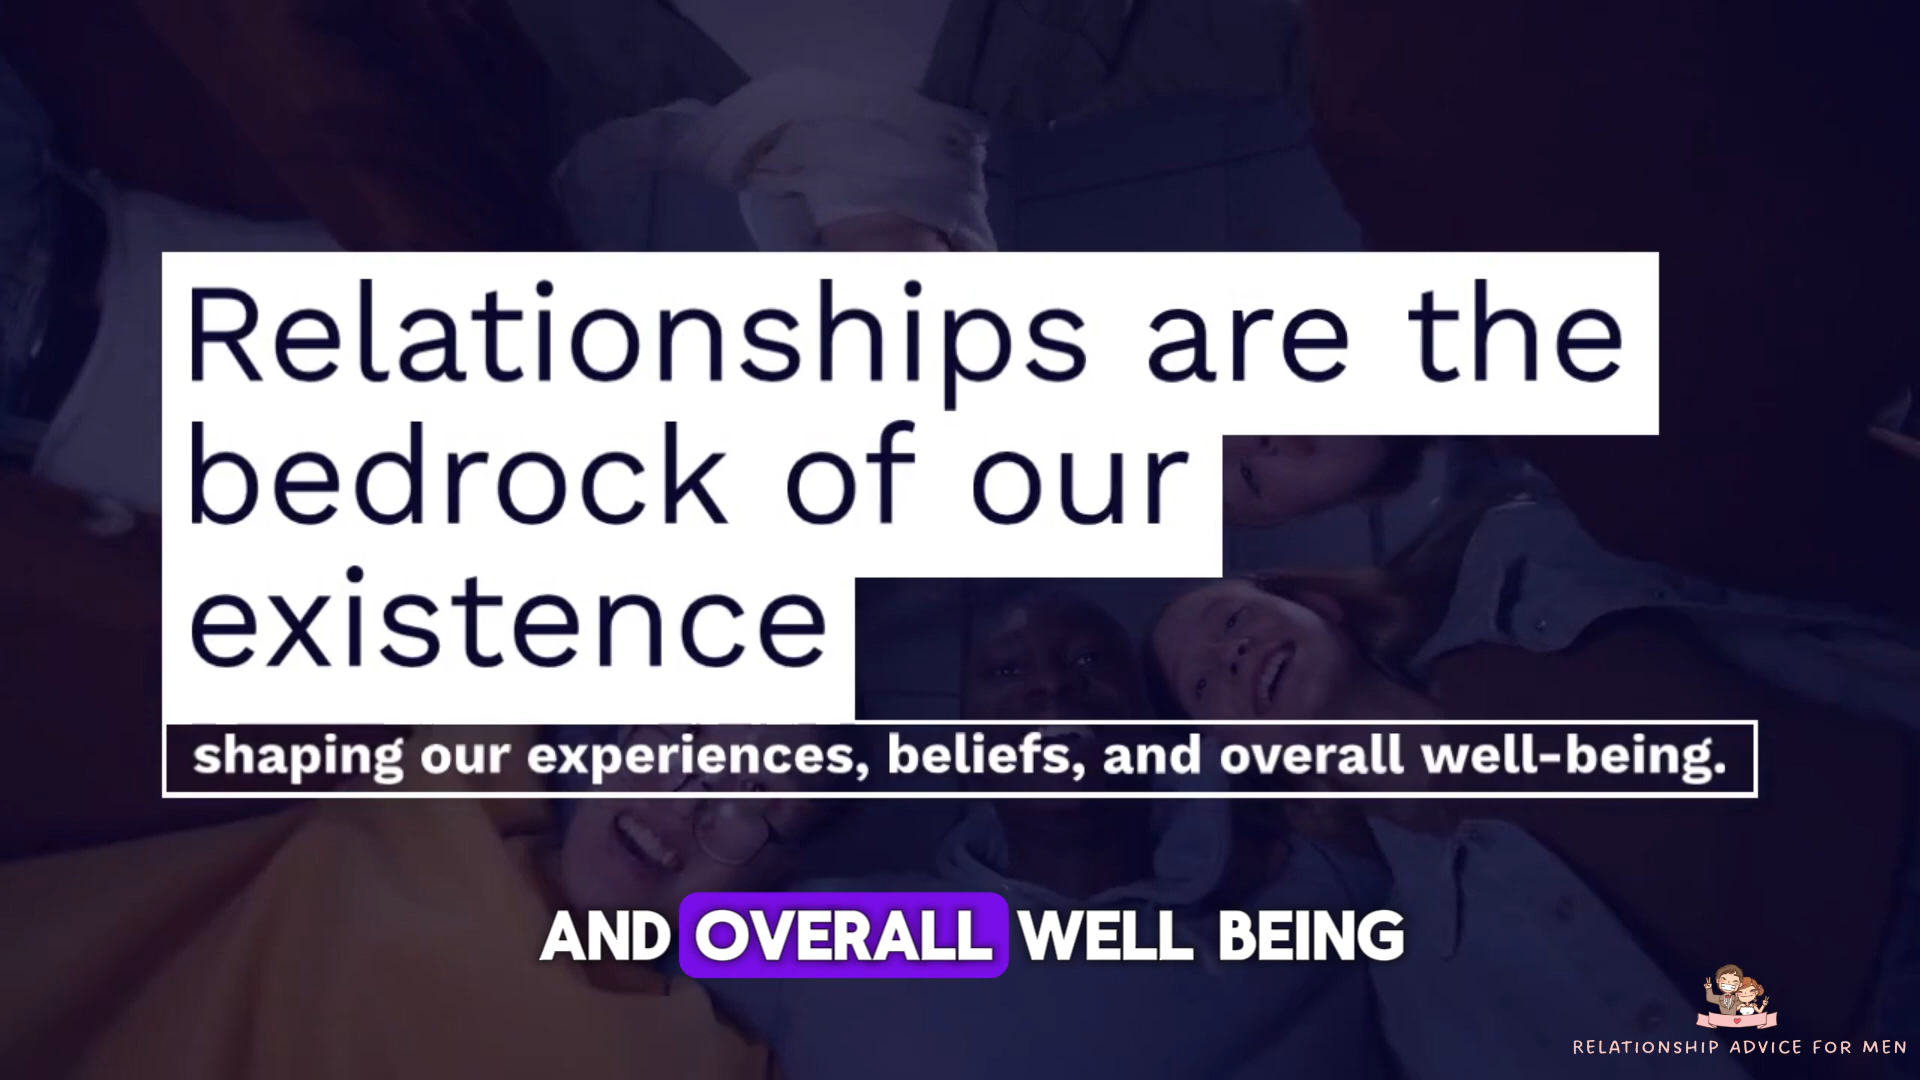 Relationships are the
bedrock of our
existence
shaping our experiences, beliefs, and overall well-being.
AND OVERALL WELL BEING
RELATIONSHIP ADVICE FOR MEN